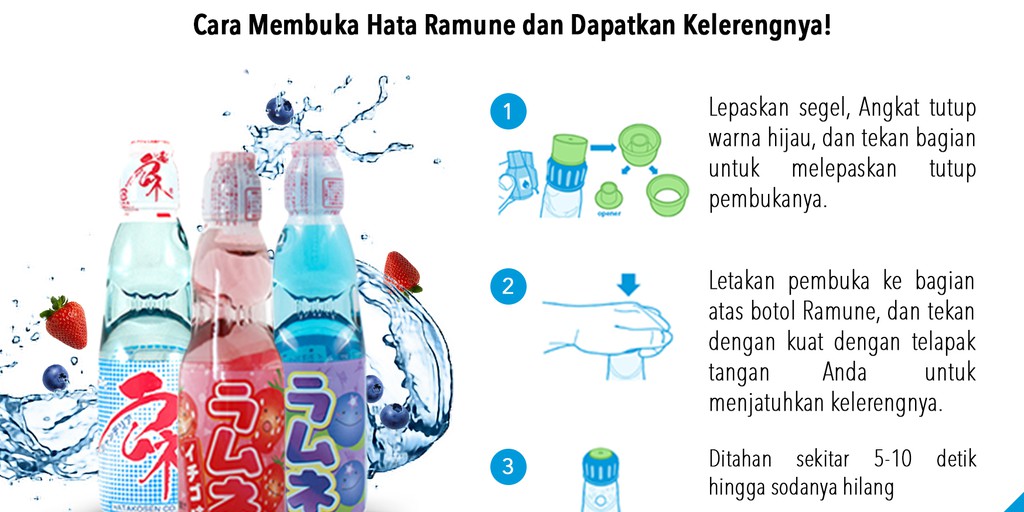 Cara Membuka Hata Ramune dan Dapatkan Kelerengnya!
1
Lepaskan segel, Angkat tutup
warna hijau, dan tekan bagian
untuk melepaskan tutup
pembukanya.
opener
2
Letakan pembuka ke bagian
atas botol Ramune, dan tekan
dengan kuat dengan telapak
tangan Anda untuk
menjatuhkan kelerengnya.
3
Ditahan sekitar 5-10 detik
hingga sodanya hilang
ラムネ
ラムネ
イチゴ
HATAKOSEN CO